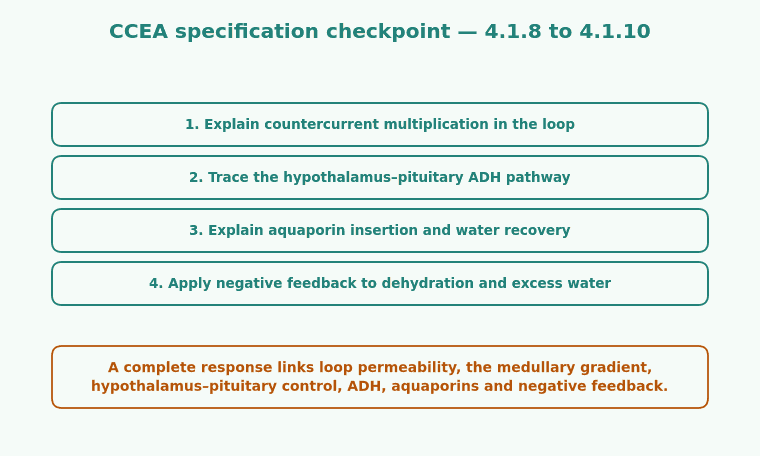 CCEA specification checkpoint — 4.1.8 to 4.1.10
1. Explain countercurrent multiplication in the loop
2. Trace the hypothalamus–pituitary ADH pathway
3. Explain aquaporin insertion and water recovery
4. Apply negative feedback to dehydration and excess water
A complete response links loop permeability, the medullary gradient,
hypothalamus–pituitary control, ADH, aquaporins and negative feedback.